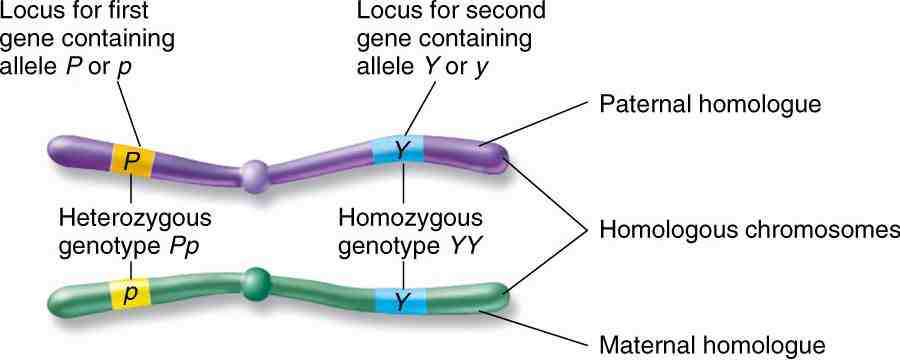 Locus for first
gene containing
allele P or p
Locus for second
gene containing
allele Y or y
Paternal homologue
P
Y
Heterozygous
genotype Pp
Homozygous
genotype YY
Homologous chromosomes
p
Y
Maternal homologue